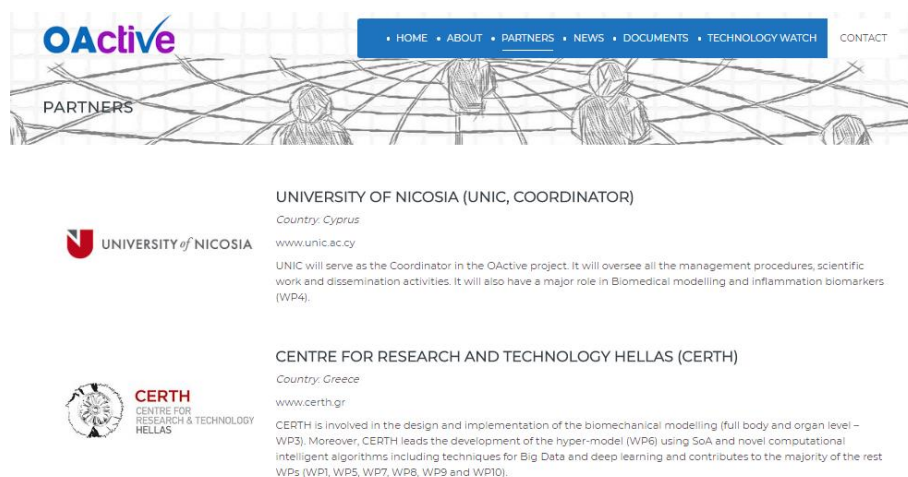 OActive
HOME ABOUT PARTNERS NEWS DOCUMENTS TECHNOLOGY WATCH CONTACT
PARTNERS
UNIVERSITY of NICOSIA
UNIVERSITY OF NICOSIA (UNIC, COORDINATOR)
Country: Cyprus
www.unic.ac.cy
UNIC will serve as the Coordinator in the OActive project. It will oversee all the management procedures, scientific
work and dissemination activities. It will also have a major role in Biomedical modelling and inflammation biomarkers
(WP4).
CERTH
CENTRE FOR
RESEARCH & TECHNOLOGY
HELLAS
CENTRE FOR RESEARCH AND TECHNOLOGY HELLAS (CERTH)
Country: Greece
www.certh.gr
CERTH is involved in the design and implementation of the biomechanical modelling (full body and organ level –
WP3). Moreover, CERTH leads the development of the hyper-model (WP6) using SoA and novel computational
intelligent algorithms including techniques for Big Data and deep learning and contributes to the majority of the rest
WPs (WP1, WP5, WP7, WP8, WP9 and WP10).